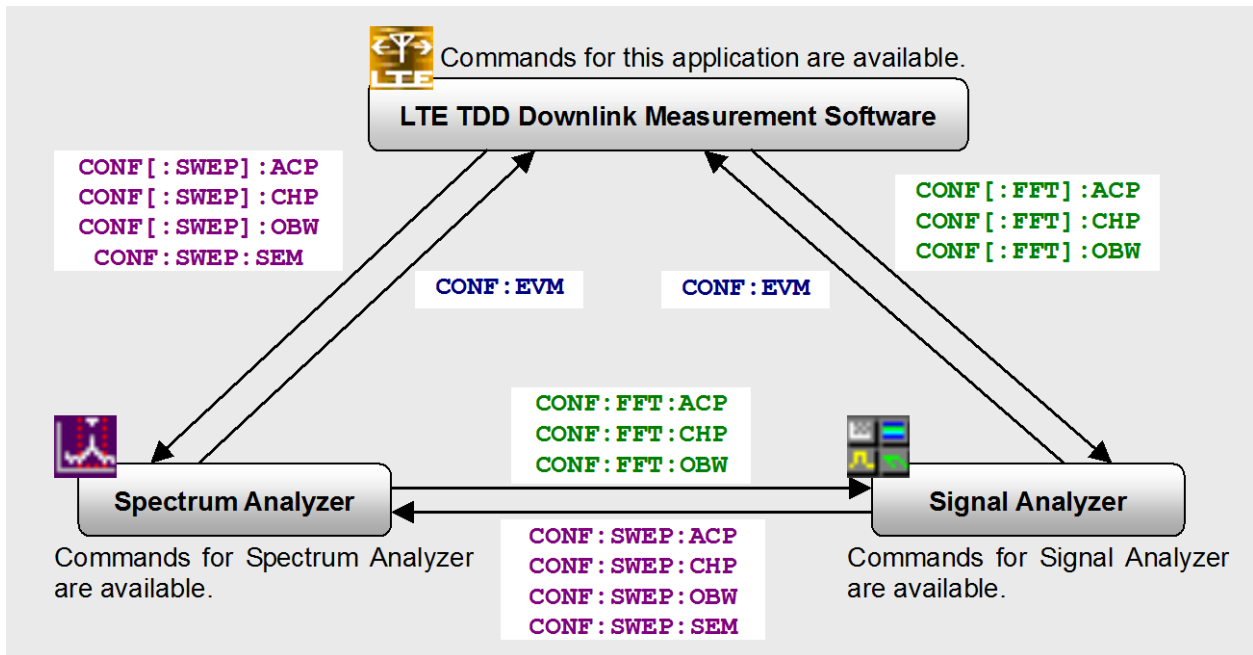 Commands for this application are available.
LTE
LTE TDD Downlink Measurement Software
CONF[:SWEP]:ACP
CONF[:SWEP]:CHP
CONF[:SWEP]:OBW
CONF:SWEP:SEM
CONF[:FFT]:ACP
CONF[:FFT]:CHP
CONF[:FFT]:OBW
CONF:EVM
CONF:EVM
CONF:FFT:ACP
CONF:FFT:CHP
CONF:FFT:OBW
Spectrum Analyzer
Signal Analyzer
CONF:SWEP:ACP
CONF:SWEP:CHP
CONF:SWEP:OBW
CONF:SWEP:SEM
Commands for Spectrum Analyzer
are available.
Commands for Signal Analyzer
are available.